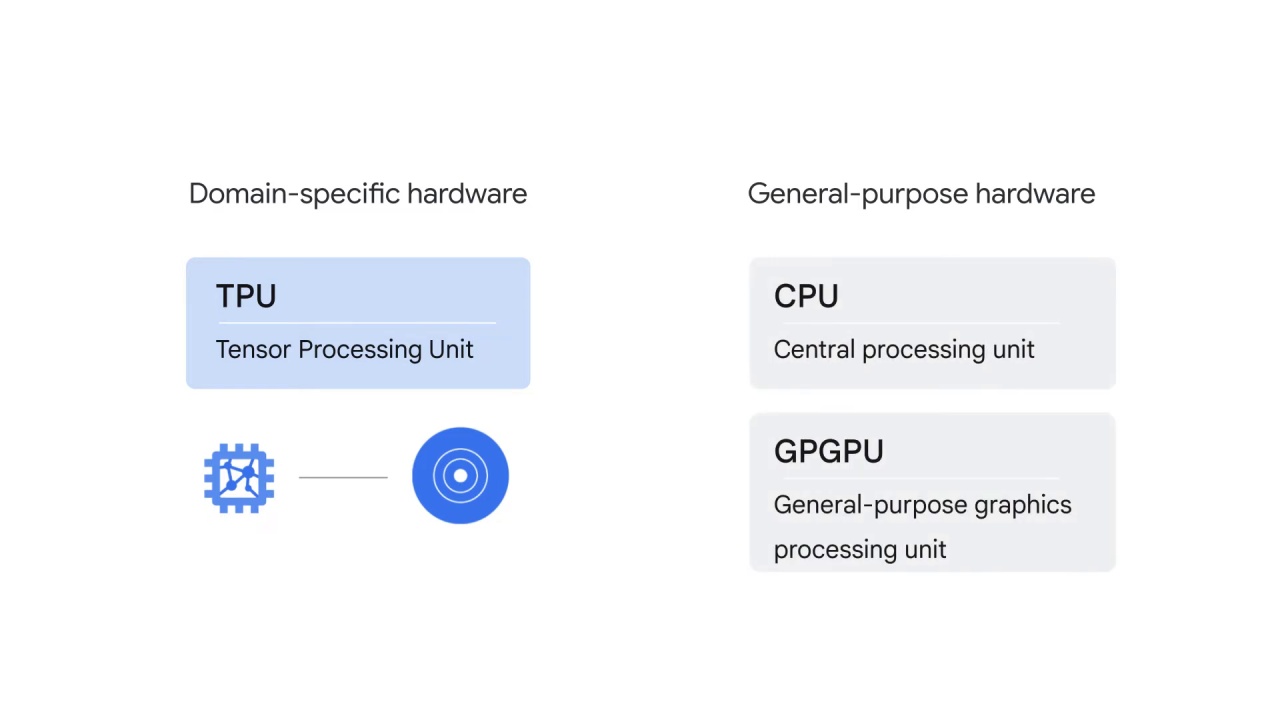 Domain-specific hardware
TPU
Tensor Processing Unit
General-purpose hardware
CPU
Central processing unit
GPGPU
General-purpose graphics
processing unit